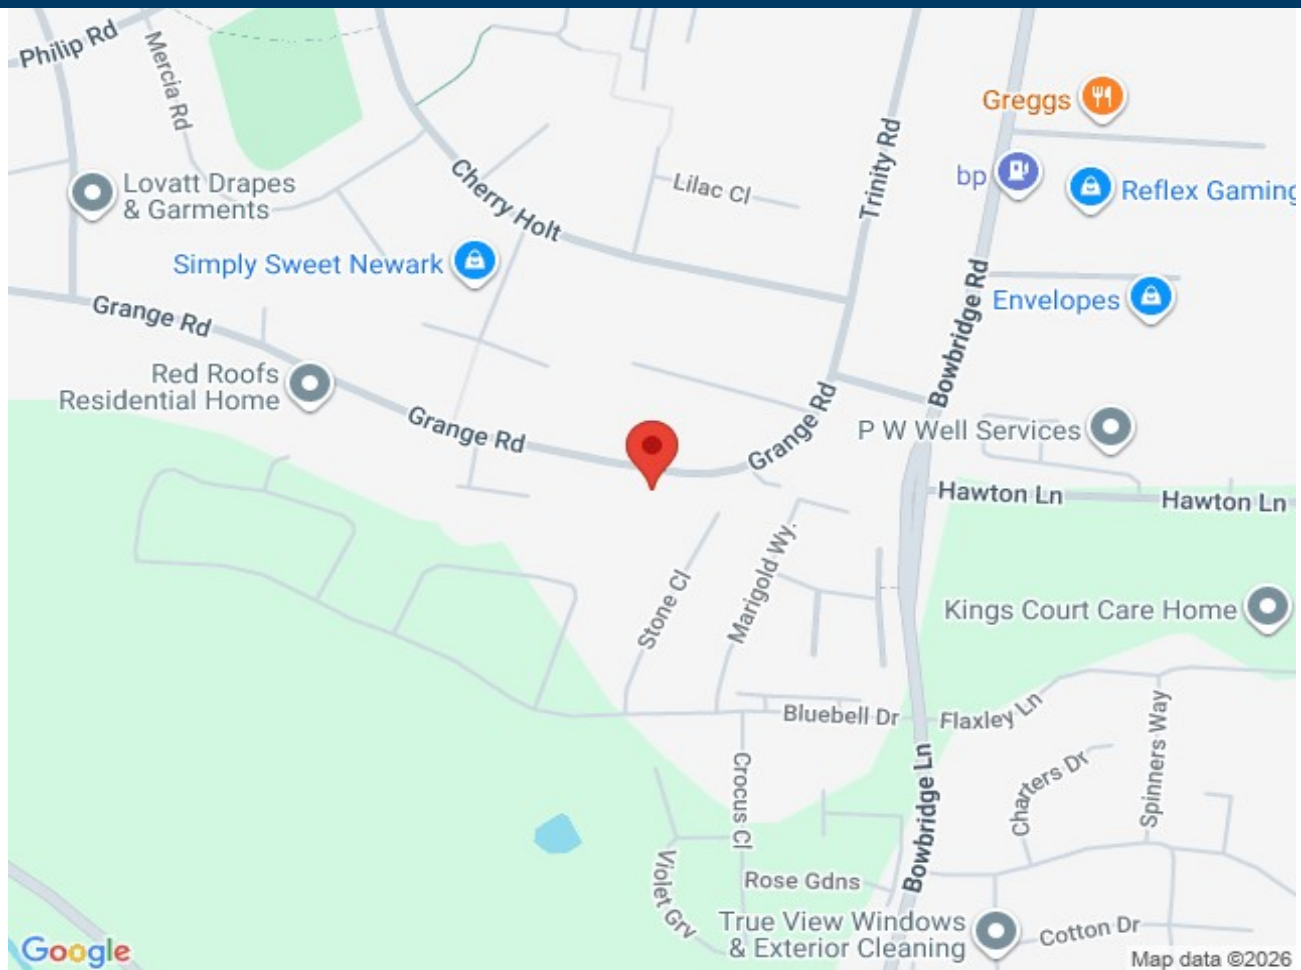 Philip Rd
Mercia Rd
Greggs
Trinity Rd
bp
Lovatt Drapes
& Garments
Cherry Holt
Lilac Cl
Reflex Gaming
Simply Sweet Newark
Envelopes
Grange Rd
Bowbridge Rd
Red Roofs
Residential Home
Grange Rd
Grange Rd
P W Well Services
Hawton Ln
Hawton Ln
Stone Cl
Marigold Wy.
Kings Court Care Home
Bluebell Dr
Flaxley Ln
Spinners Way
Crocus Cl
Bowbridge Ln
Charters Dr
Violet Grv
Rose Gdns
True View Windows
& Exterior Cleaning
Cotton Dr
Google
Map data ©2026